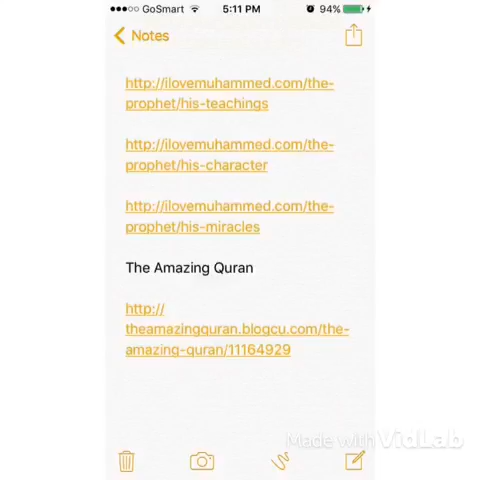 GoSmart 5:11 PM 94%
Notes
http://ilovemuhammed.com/the-
prophet/his-teachings
http://ilovemuhammed.com/the-
prophet/his-character
http://ilovemuhammed.com/the-
prophet/his-miracles
The Amazing Quran
http://
theamazingquran.blogcu.com/the-
amazing-quran/11164929
Made with VidLab